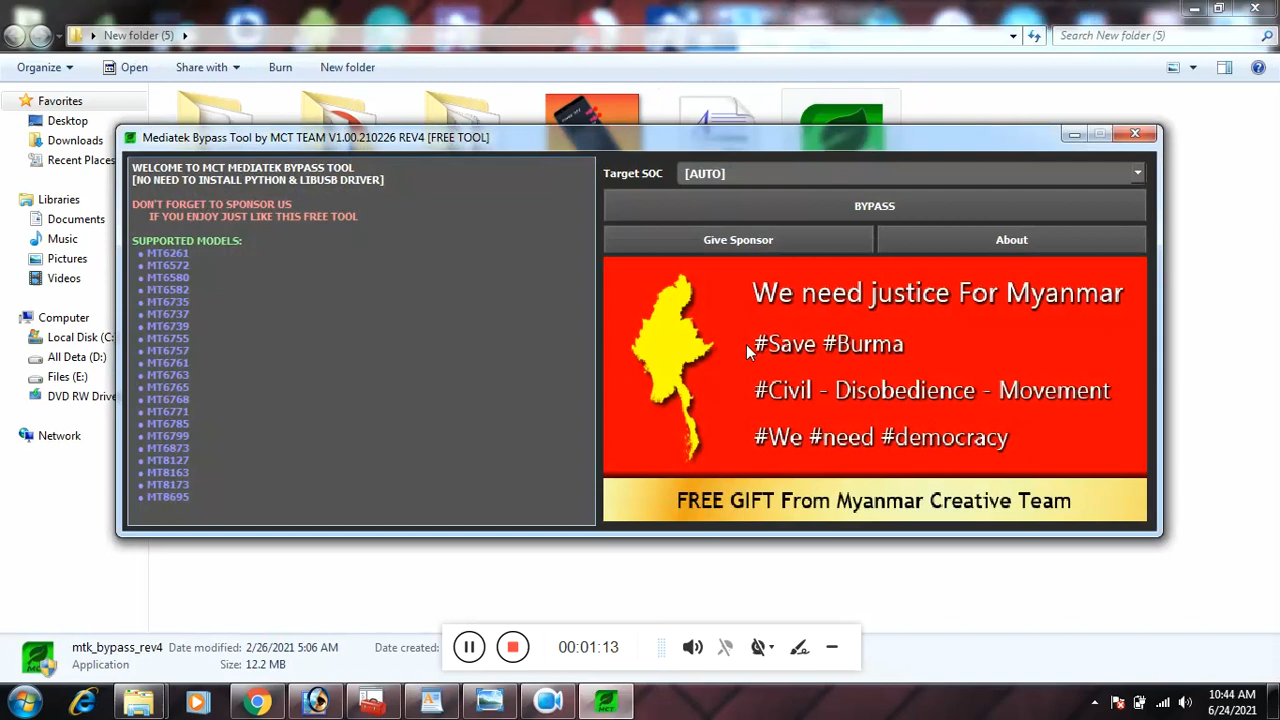 New folder (5)
Search New folder (5)
Organize
Open
Share with
Burn
New folder
Favorites
Desktop
Downloads
Recent Places
Libraries
Documents
Music
Pictures
Videos
Computer
Local Disk (C:
All Deta (D:)
Files (E:)
DVD RW Drive
Network
Mediatek Bypass Tool by MCT TEAM V1.00.210226 REV4 [FREE TOOL]
WELCOME TO MCT MEDIATEK BYPASS TOOL
[NO NEED TO INSTALL PYTHON & LIBUSB DRIVER]
DON'T FORGET TO SPONSOR US
IF YOU ENJOY JUST LIKE THIS FREE TOOL
SUPPORTED MODELS:
• MT6261
• MT6572
• MT6580
• MT6582
• MT6735
• MT6737
• MT6739
• MT6755
• MT6757
• MT6761
• MT6763
• MT6765
• MT6768
• MT6771
• MT6785
• MT6799
• MT6873
• MT8127
• MT8163
• MT8173
• MT8695
Target SOC
[AUTO]
BYPASS
Give Sponsor
About
We need justice For Myanmar
#Save #Burma
#Civil - Disobedience - Movement
#We #need #democracy
FREE GIFT From Myanmar Creative Team
mtk_bypass_rev4 Date modified: 2/26/2021 5:06 AM
Date created:
Application
Size: 12.2 MB
00:01:13
MCT
10:44 AM
6/24/2021